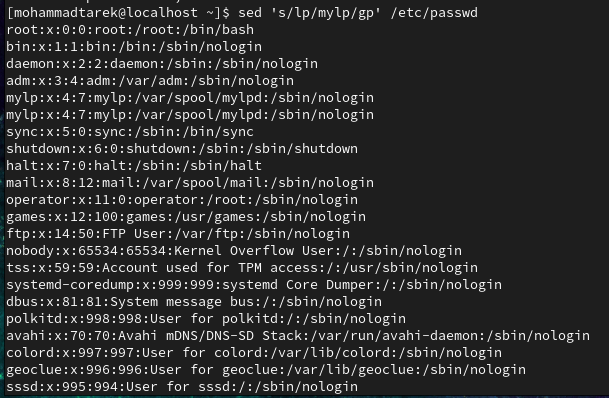 [mohammadtarek@localhost ~]$ sed 's/lp/mylp/gp' /etc/passwd
root:x:0:0:root:/root:/bin/bash
bin:x:1:1:bin:/bin:/sbin/nologin
daemon:x:2:2:daemon:/sbin:/sbin/nologin
adm:x:3:4:adm:/var/adm:/sbin/nologin
mylp:x:4:7:mylp:/var/spool/mylpd:/sbin/nologin
mylp:x:4:7:mylp:/var/spool/mylpd:/sbin/nologin
sync:x:5:0:sync:/sbin:/bin/sync
shutdown:x:6:0:shutdown:/sbin:/sbin/shutdown
halt:x:7:0:halt:/sbin:/sbin/halt
mail:x:8:12:mail:/var/spool/mail:/sbin/nologin
operator:x:11:0:operator:/root:/sbin/nologin
games:x:12:100:games:/usr/games:/sbin/nologin
ftp:x:14:50:FTP User:/var/ftp:/sbin/nologin
nobody:x:65534:65534:Kernel Overflow User:/:/sbin/nologin
tss:x:59:59:Account used for TPM access:/:/usr/sbin/nologin
systemd-coredump:x:999:999:systemd Core Dumper:/:/sbin/nologin
dbus:x:81:81:System message bus:/:/sbin/nologin
polkitd:x:998:998:User for polkitd:/:/sbin/nologin
avahi:x:70:70:Avahi mDNS/DNS-SD Stack:/var/run/avahi-daemon:/sbin/nologin
colord:x:997:997:User for colord:/var/lib/colord:/sbin/nologin
geoclue:x:996:996:User for geoclue:/var/lib/geoclue:/sbin/nologin
sssd:x:995:994:User for sssd:/:/sbin/nologin